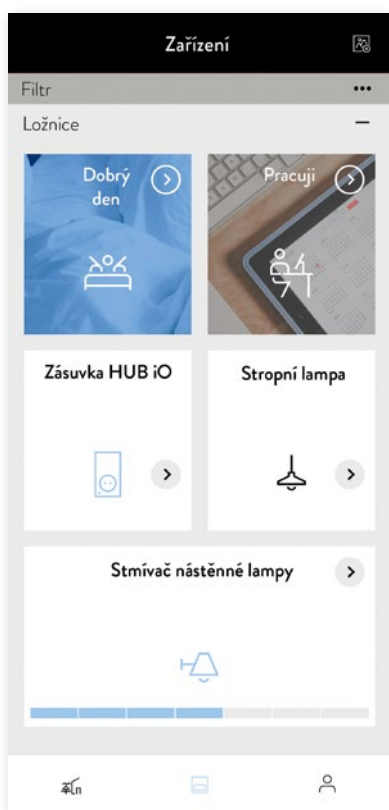 Zařízení
Filtr
Ložnice
Dobrý
den
Pracuji
Zásuvka HUB iO
Stropní lampa
Stmívač nástěnné lampy